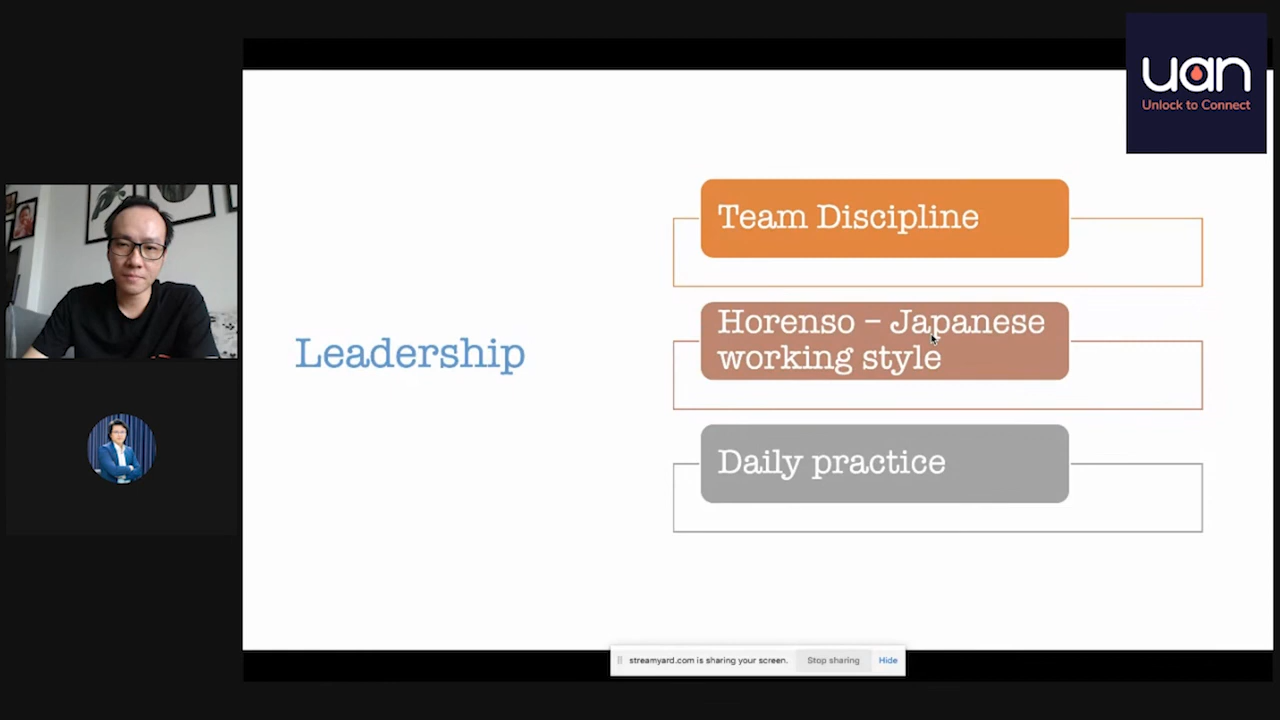 uan
Unlock to Connect
Leadership
Team Discipline
Horenso – Japanese
working style
Daily practice
streamyard.com is sharing your screen.
Stop sharing
Hide